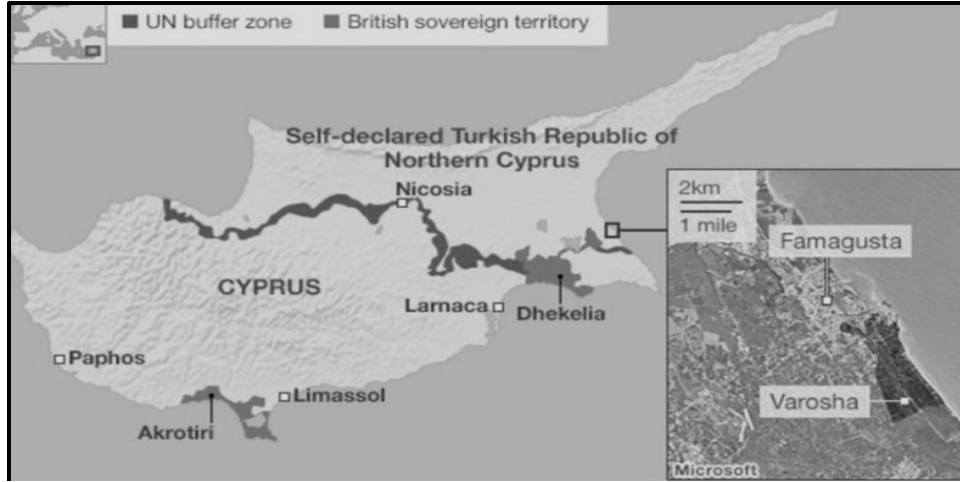 UN buffer zone
British sovereign territory
Self-declared Turkish Republic of
Northern Cyprus
Nicosia
2km
1 mile
Famagusta
CYPRUS
Larnaca
Dhekelia
Paphos
Limassol
Varosha
Akrotiri
Microsoft